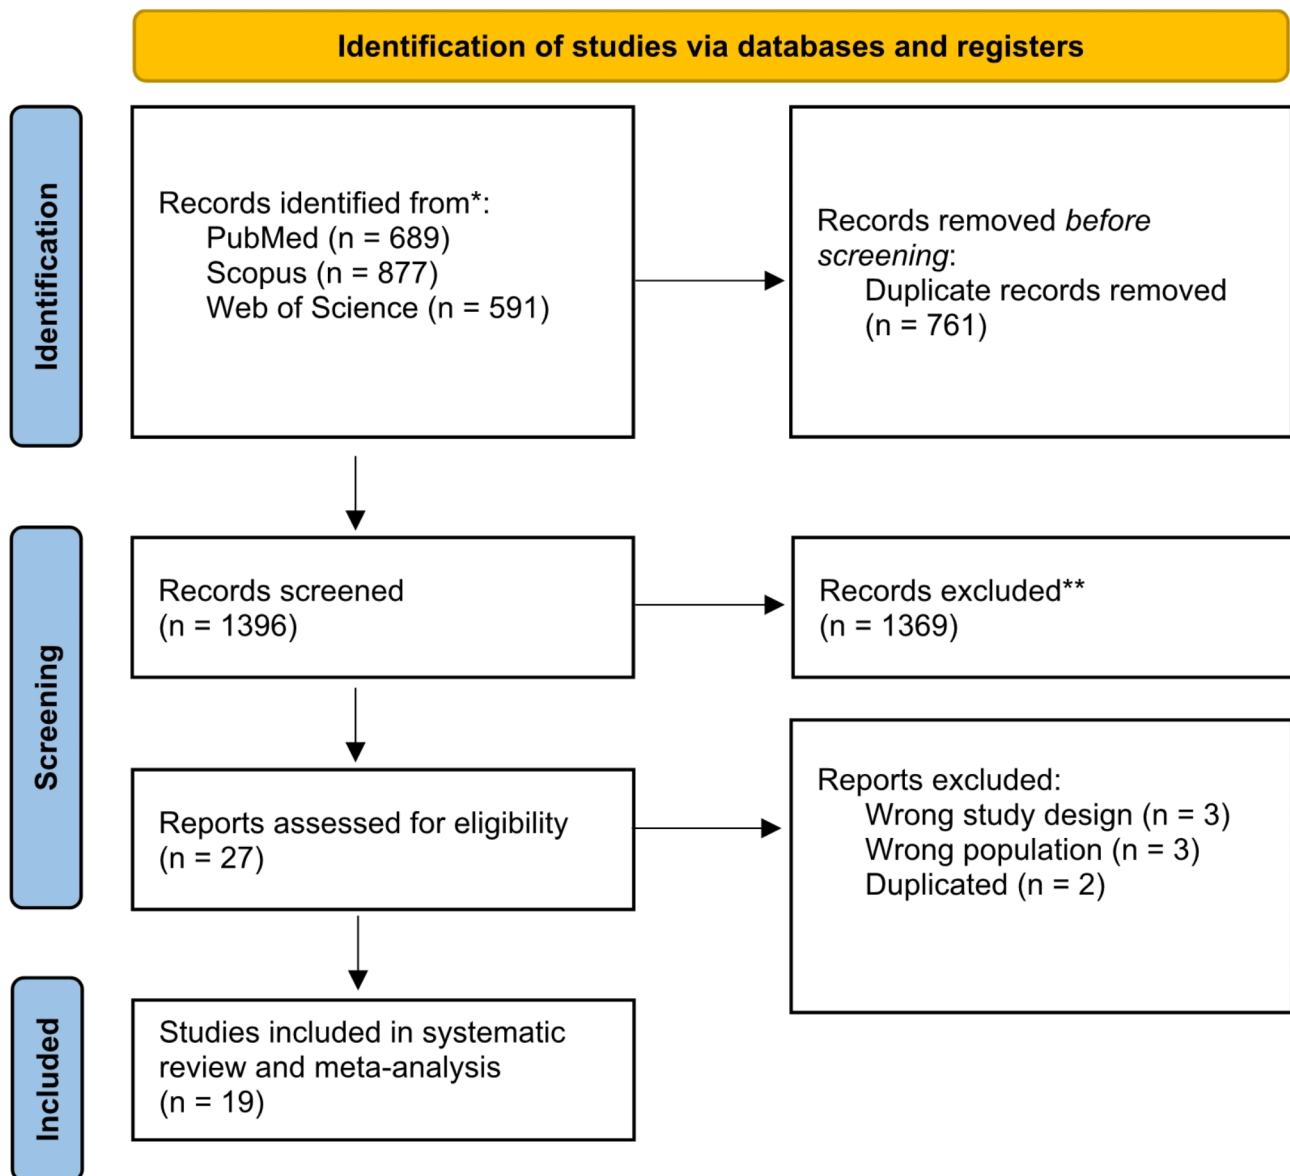 Identification of studies via databases and registers
Identification
Records identified from*:
PubMed (n = 689)
Scopus (n = 877)
Web of Science (n = 591)
Records removed before
screening:
Duplicate records removed
(n = 761)
Screening
Records screened
(n = 1396)
Records excluded**
(n = 1369)
Reports assessed for eligibility
(n = 27)
Reports excluded:
Wrong study design (n = 3)
Wrong population (n = 3)
Duplicated (n = 2)
Included
Studies included in systematic
review and meta-analysis
(n = 19)